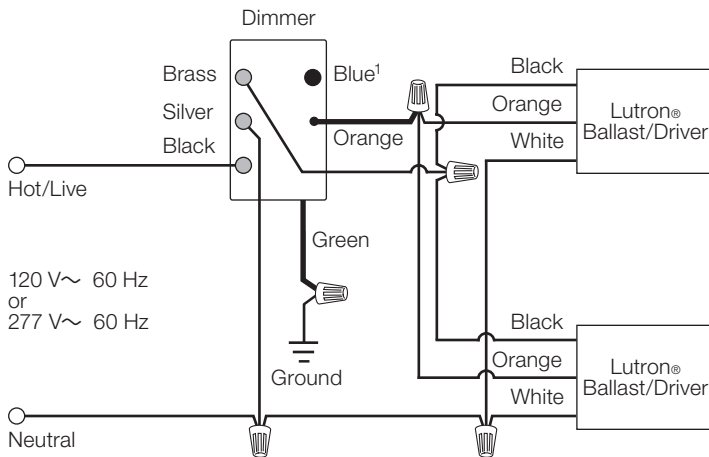 Dimmer
Brass
Blue¹
Silver
Orange
Black
Hot/Live
Green
120 V~ 60 Hz
or
277 V~ 60 Hz
Ground
Neutral
Black
Orange
White
Lutron®
Ballast/Driver
Black
Orange
White
Lutron®
Ballast/Driver